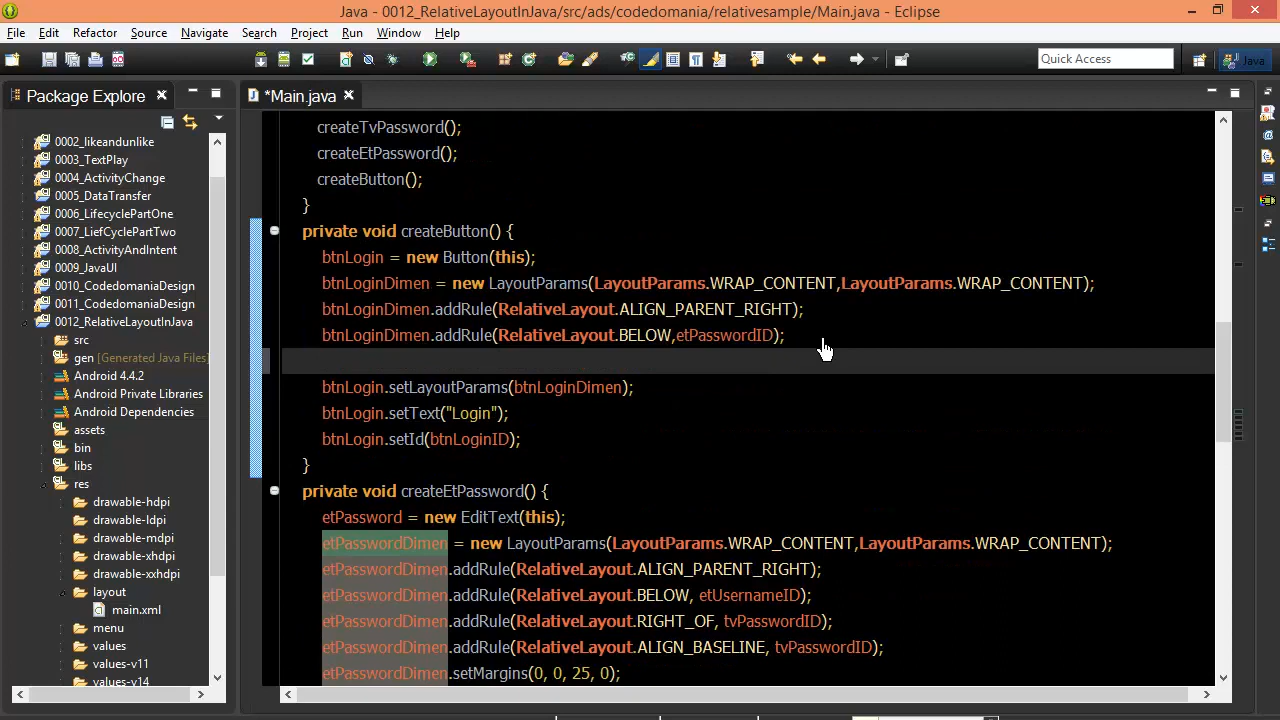 Java - 0012_RelativeLayoutInJava/src/ads/codedomania/relativesample/Main.java - Eclipse
File Edit Refactor Source Navigate Search Project Run Window Help
Quick Access
Java
Package Explore
*Main.java
0002_likeandunlike
0003_TextPlay
0004_ActivityChange
0005_DataTransfer
0006_LifecyclePartOne
0007_LiefCyclePartTwo
0008_ActivityAndIntent
0009_JavaUI
0010_CodedomaniaDesign
0011_CodedomaniaDesign
0012_RelativeLayoutInJava
src
gen [Generated Java Files]
Android 4.4.2
Android Private Libraries
Android Dependencies
assets
bin
libs
res
drawable-hdpi
drawable-ldpi
drawable-mdpi
drawable-xhdpi
drawable-xxhdpi
layout
main.xml
menu
values
values-v11
values-v14
createTvPassword();
createEtPassword();
createButton();
}
private void createButton() {
btnLogin = new Button(this);
btnLoginDimen = new LayoutParams(LayoutParams.WRAP_CONTENT,LayoutParams.WRAP_CONTENT);
btnLoginDimen.addRule(RelativeLayout.ALIGN_PARENT_RIGHT);
btnLoginDimen.addRule(RelativeLayout.BELOW,etPasswordID);
btnLogin.setLayoutParams(btnLoginDimen);
btnLogin.setText("Login");
btnLogin.setId(btnLoginID);
}
private void createEtPassword() {
etPassword = new EditText(this);
etPasswordDimen = new LayoutParams(LayoutParams.WRAP_CONTENT,LayoutParams.WRAP_CONTENT);
etPasswordDimen.addRule(RelativeLayout.ALIGN_PARENT_RIGHT);
etPasswordDimen.addRule(RelativeLayout.BELOW, etUsernameID);
etPasswordDimen.addRule(RelativeLayout.RIGHT_OF, tvPasswordID);
etPasswordDimen.addRule(RelativeLayout.ALIGN_BASELINE, tvPasswordID);
etPasswordDimen.setMargins(0, 0, 25, 0);